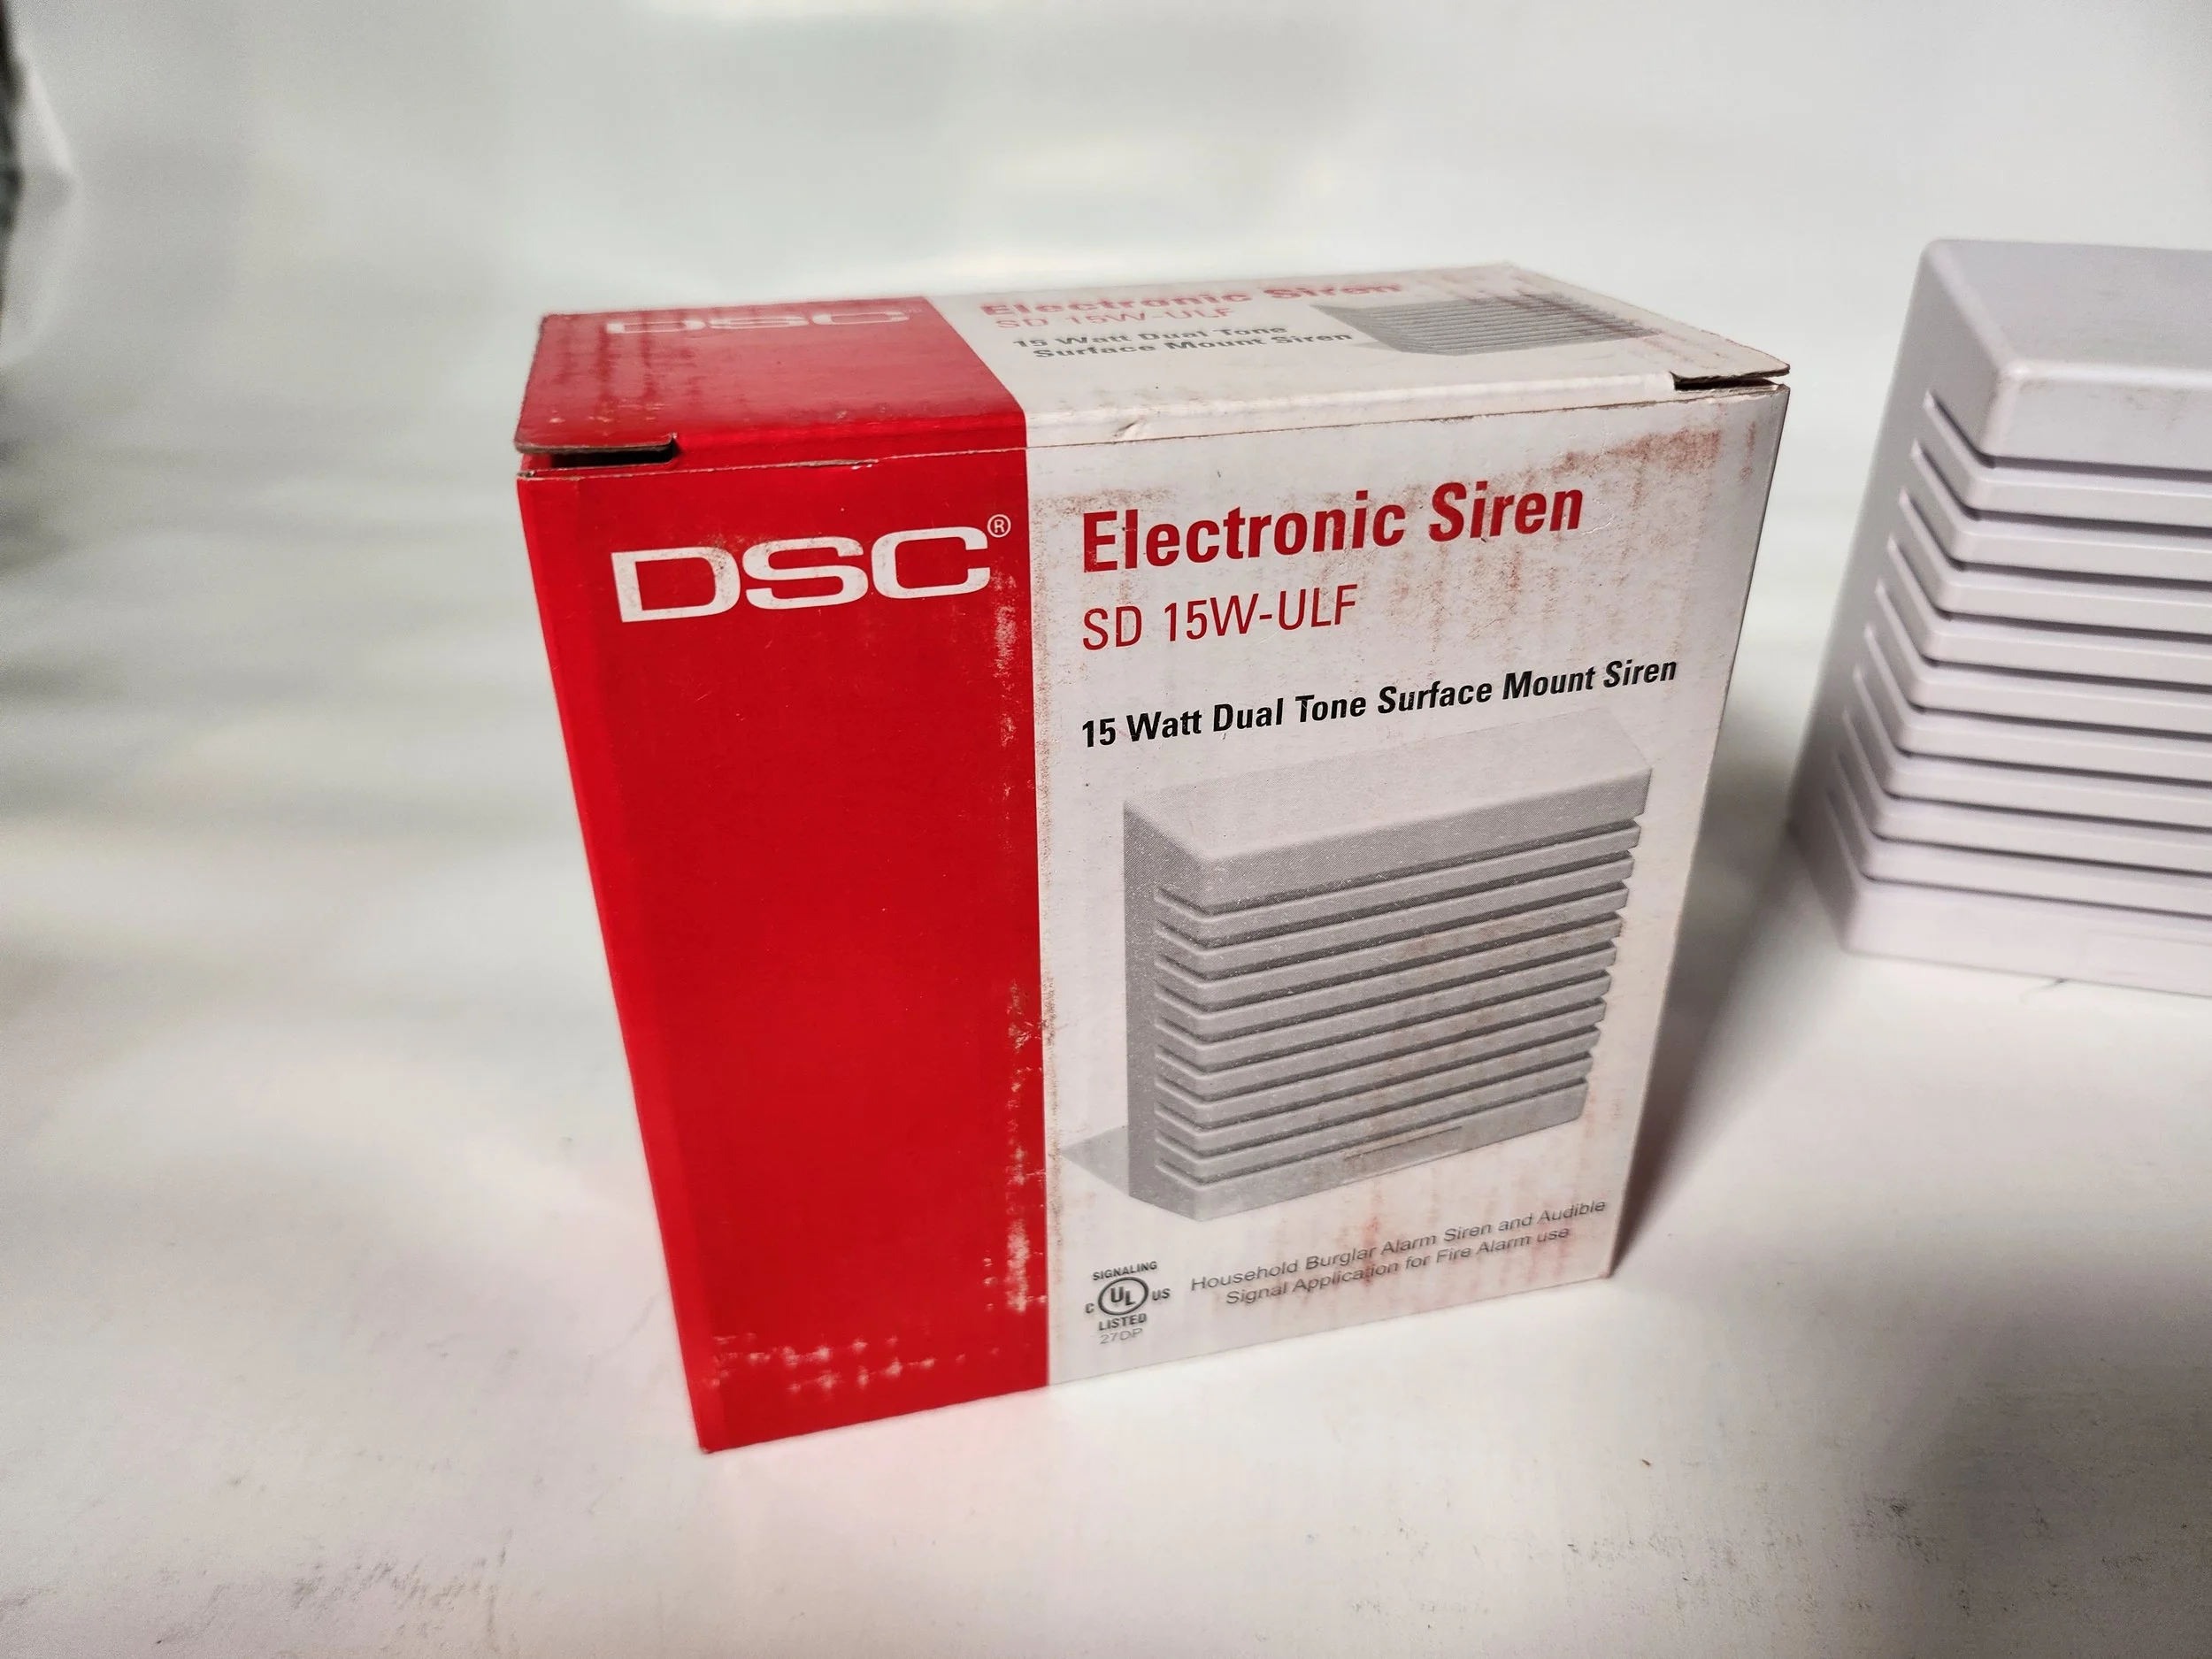 DSC
Electronic Siren
SD 15W-ULF
15 Watt Dual Tone
Surface Mount Siren
DSC®
Electronic Siren
SD 15W-ULF
15 Watt Dual Tone Surface Mount Siren
SIGNALING
C UL US
LISTED
27DP
Household Burglar Alarm Siren and Audible
Signal Application for Fire Alarm use